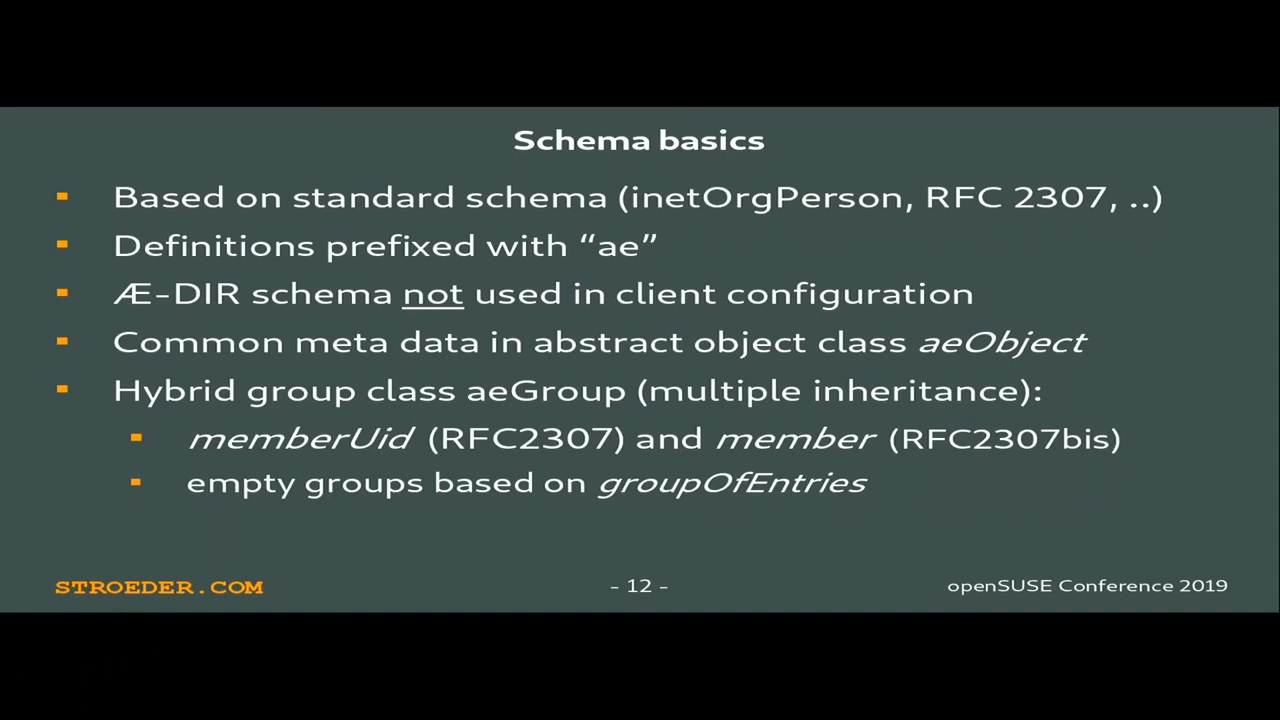 Schema basics
Based on standard schema (inetOrgPerson, RFC 2307, ..)
Definitions prefixed with “ae”
Æ-DIR schema not used in client configuration
Common meta data in abstract object class aeObject
Hybrid group class aeGroup (multiple inheritance):
memberUid (RFC2307) and member (RFC2307bis)
empty groups based on groupOfEntries
STROEDER.COM
- 12 -
openSUSE Conference 2019